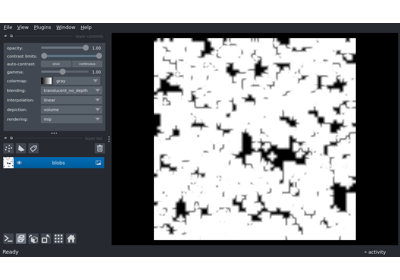 File View Plugins Window Help
opacity: 1.00
contrast limits:
auto-contrast: once continuous
gamma: 1.00
colormap: gray
blending: translucent_no_depth
interpolation: linear
depiction: volume
rendering: mip
blobs
Ready
activity